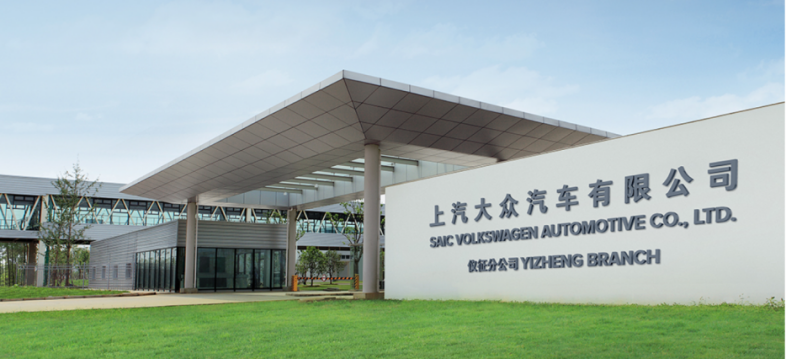 上汽大众汽车有限公司
SAIC VOLKSWAGEN AUTOMOTIVE CO., LTD.
仪征分公司 YIZHENG BRANCH